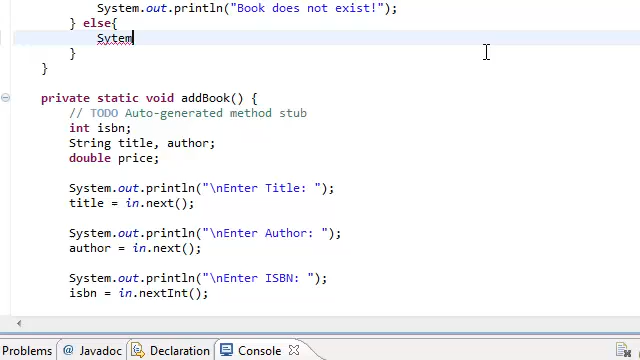 System.out.println("Book does not exist!");
} else{
Sytem
}
}
private static void addBook() {
// TODO Auto-generated method stub
int isbn;
String title, author;
double price;
System.out.println("\nEnter Title: ");
title = in.next();
System.out.println("\nEnter Author: ");
author = in.next();
System.out.println("\nEnter ISBN: ");
isbn = in.nextInt();
Problems @ Javadoc Declaration Console